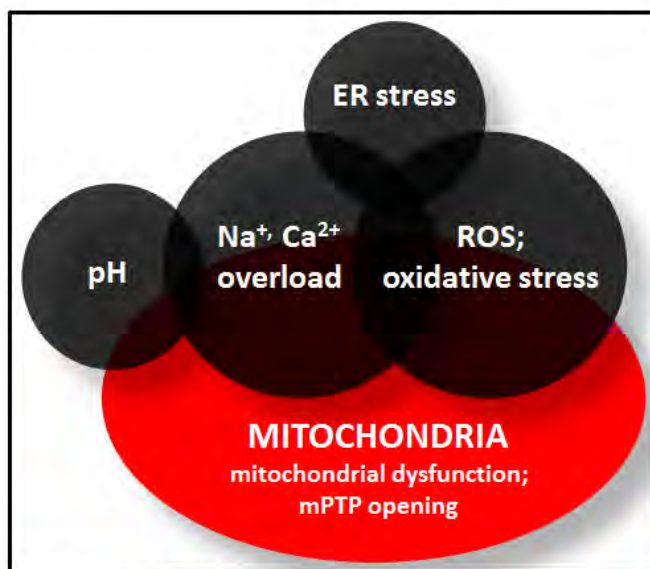 ER stress
pH
Na⁺, Ca²⁺
overload
ROS;
oxidative stress
MITOCHONDRIA
mitochondrial dysfunction;
mPTP opening